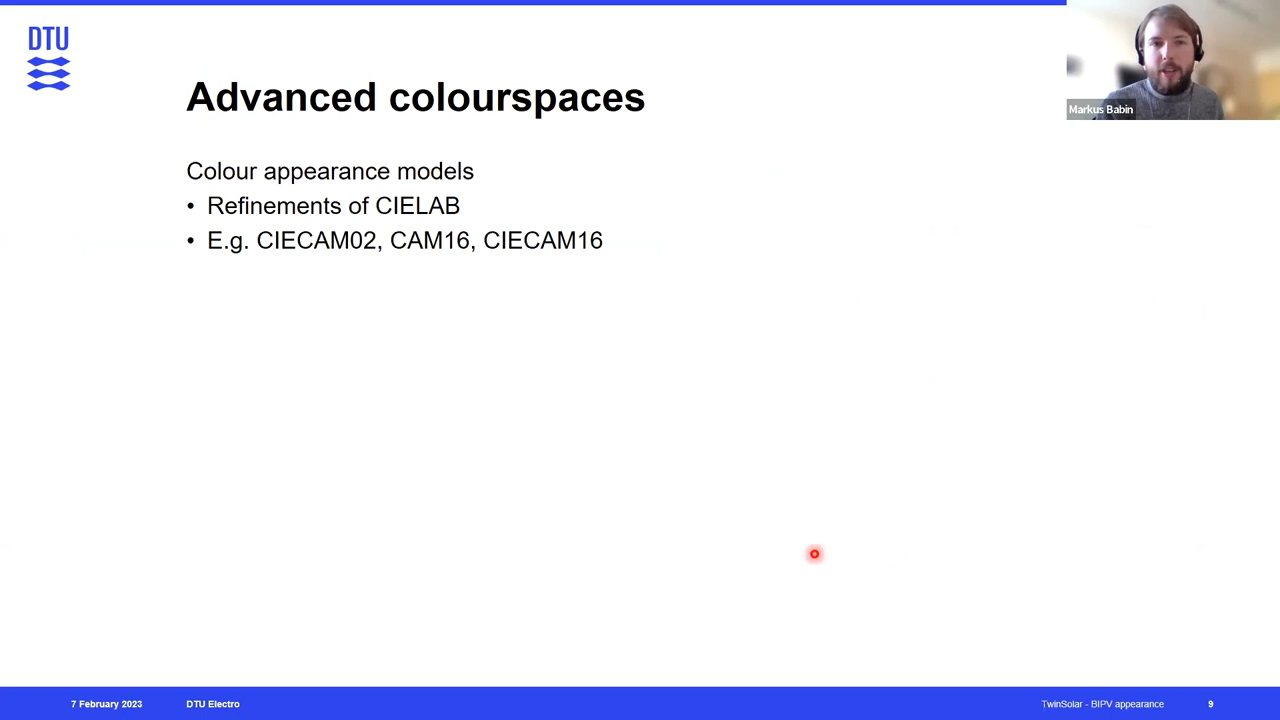 DTU
Advanced colourspaces
Markus Babin
Colour appearance models
• Refinements of CIELAB
• E.g. CIECAM02, CAM16, CIECAM16
7 February 2023 DTU Electro TwinSolar - BIPV appearance 9